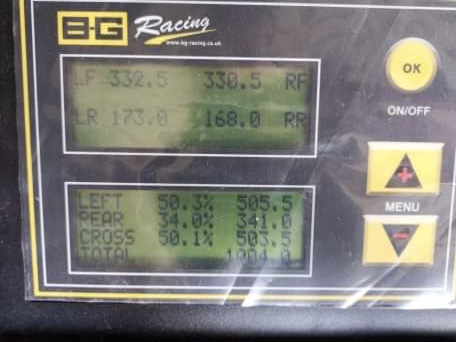 B-G Racing
www.bg-racing.co.uk
LF 332.5 330.5 RF
LR 173.0 168.0 RR
LEFT 50.3% 505.5
REAR 34.0% 341.0
CROSS 50.1% 503.5
TOTAL 1004.0
OK
ON/OFF
+
MENU
-